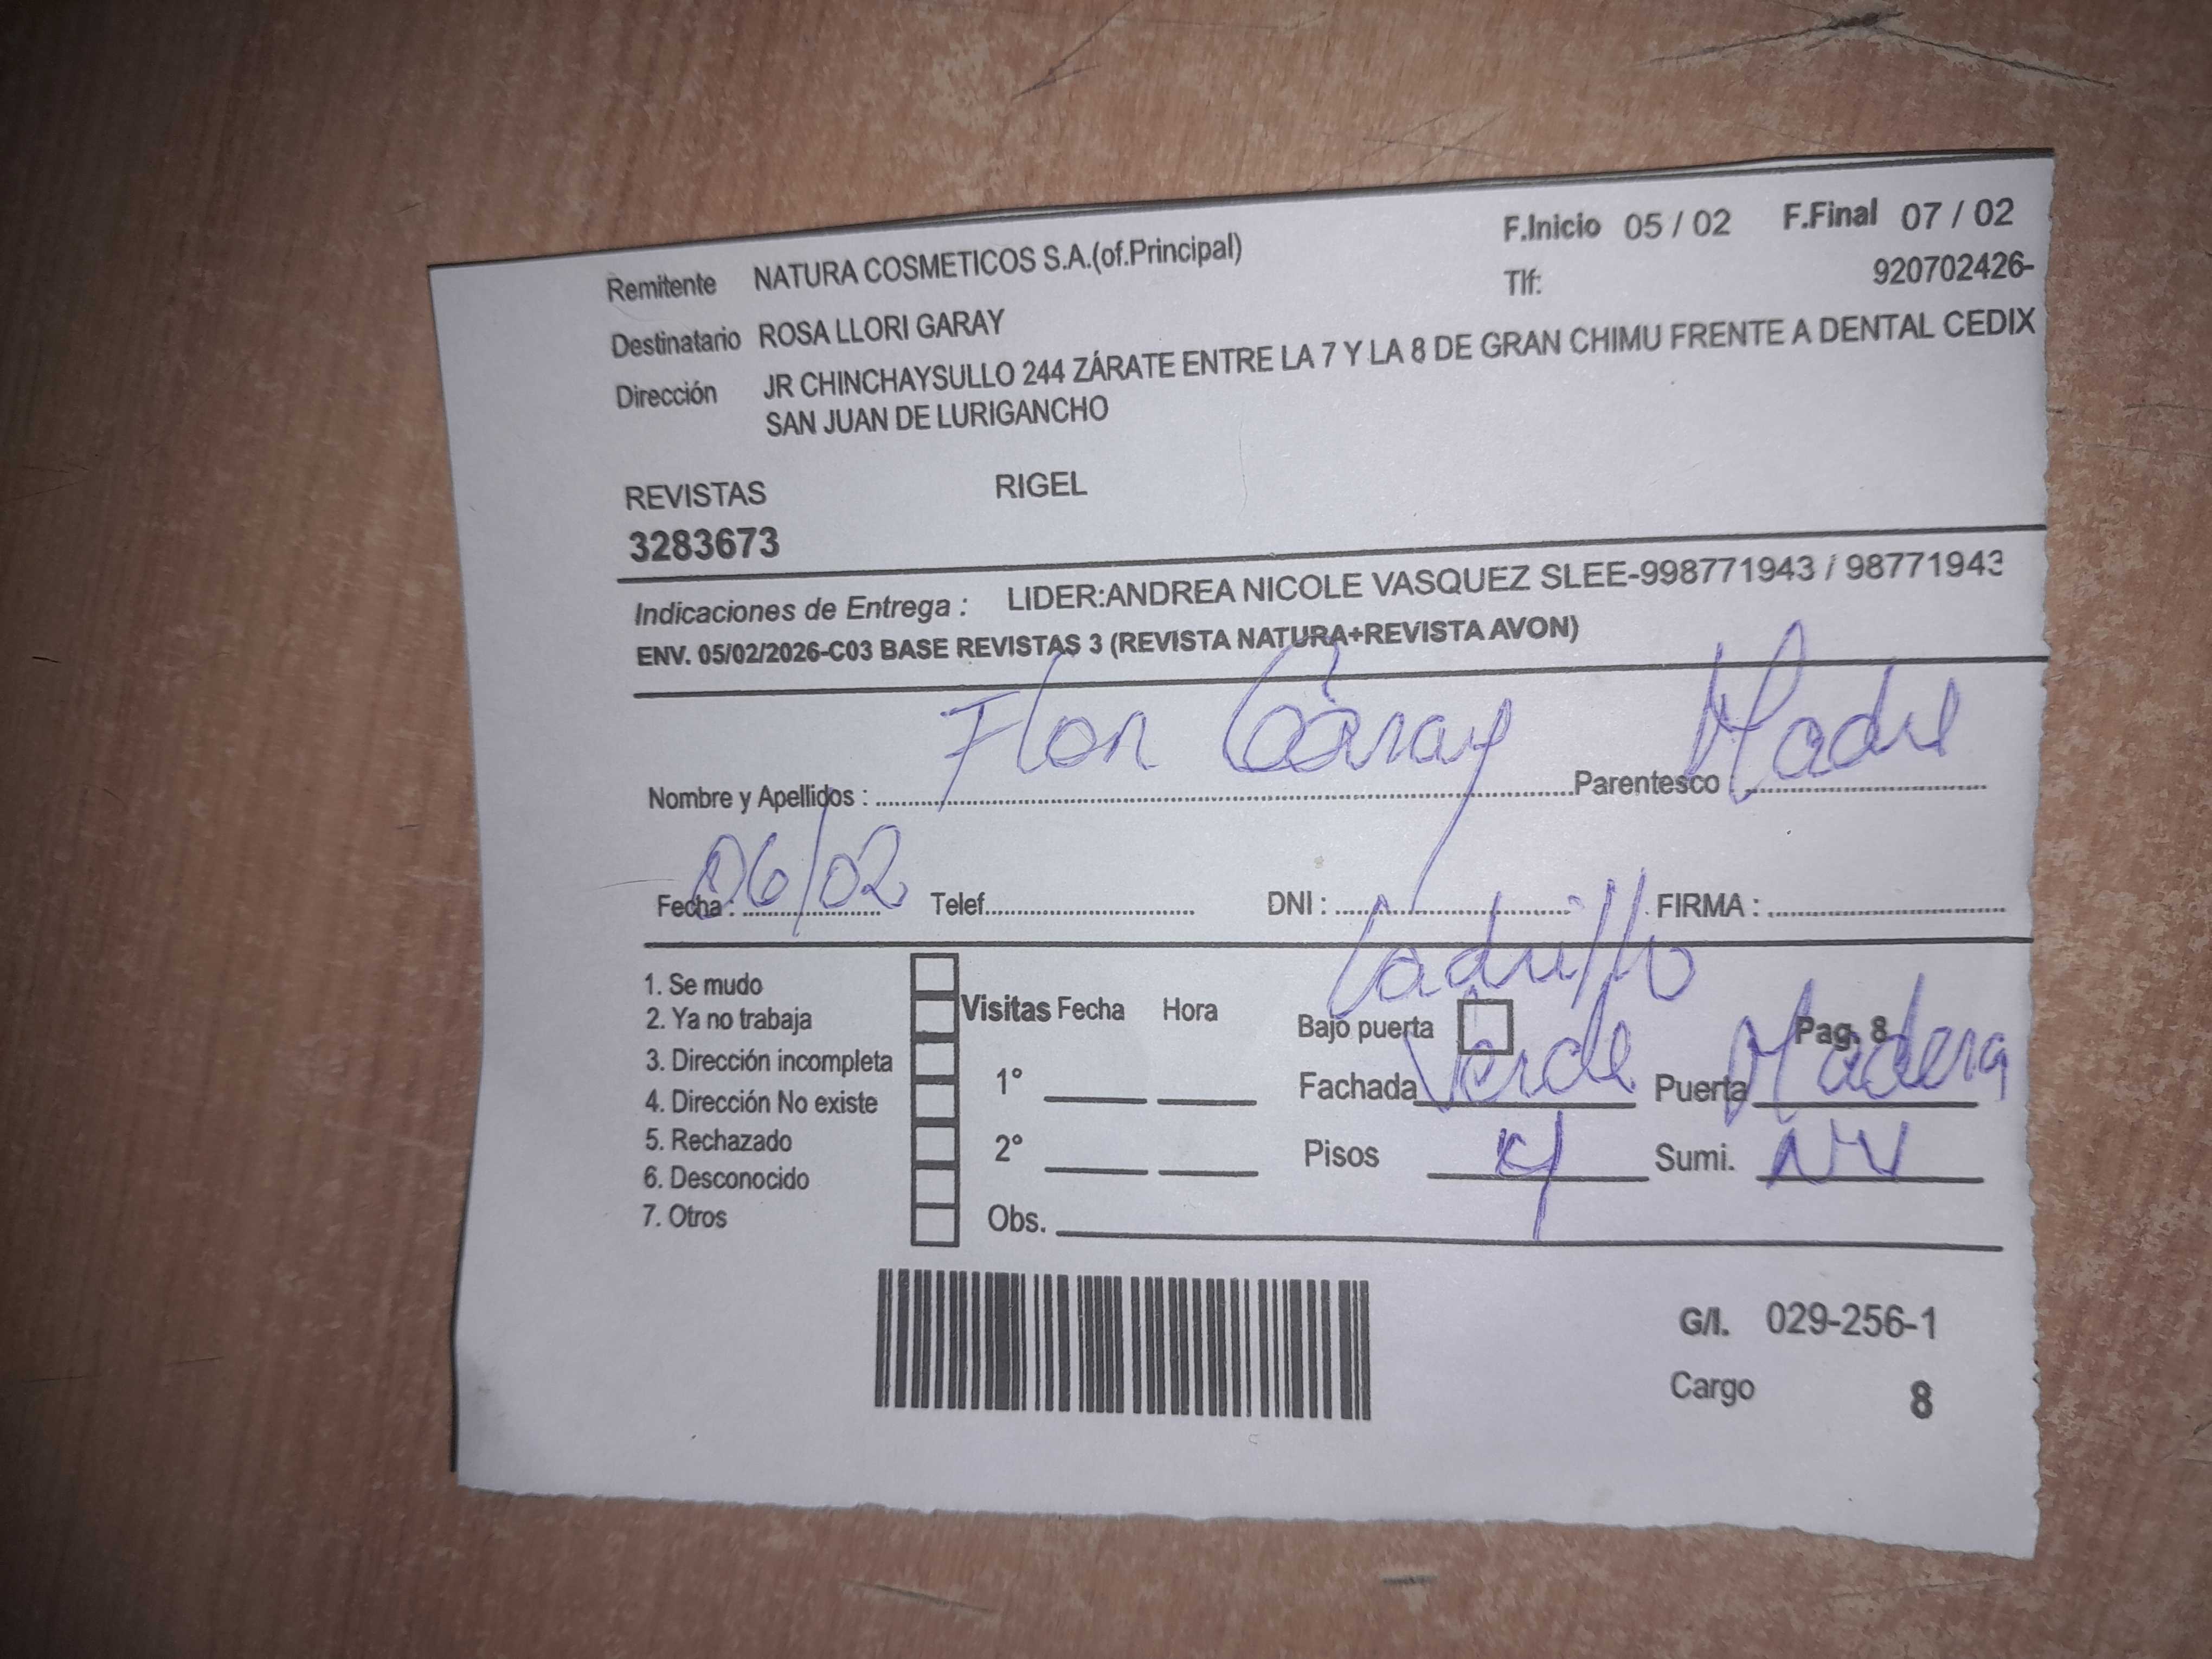 Remitente NATURA COSMETICOS S.A.(of.Principal) F.Inicio 05 / 02 F.Final 07 / 02
Tlf: 920702426-
Destinatario ROSA LLORI GARAY
Dirección JR CHINCHAYSULLO 244 ZÁRATE ENTRE LA 7 Y LA 8 DE GRAN CHIMU FRENTE A DENTAL CEDIX
SAN JUAN DE LURIGANCHO
REVISTAS RIGEL
3283673
Indicaciones de Entrega : LIDER:ANDREA NICOLE VASQUEZ SLEE-998771943 / 98771943
ENV. 05/02/2026-C03 BASE REVISTAS 3 (REVISTA NATURA+REVISTA AVON)
Nombre y Apellidos : Flor Garay Parentesco Madre
Fecha : 06/02 Telef. DNI : FIRMA :
Ladrillo
1. Se mudo
2. Ya no trabaja Visitas Fecha Hora Bajo puerta Pag. 8
3. Dirección incompleta
4. Dirección No existe 1° Fachada Verde Puerta Madera
5. Rechazado 2° Pisos 4 Sumi. NV
6. Desconocido
7. Otros Obs.
G/I. 029-256-1
Cargo 8